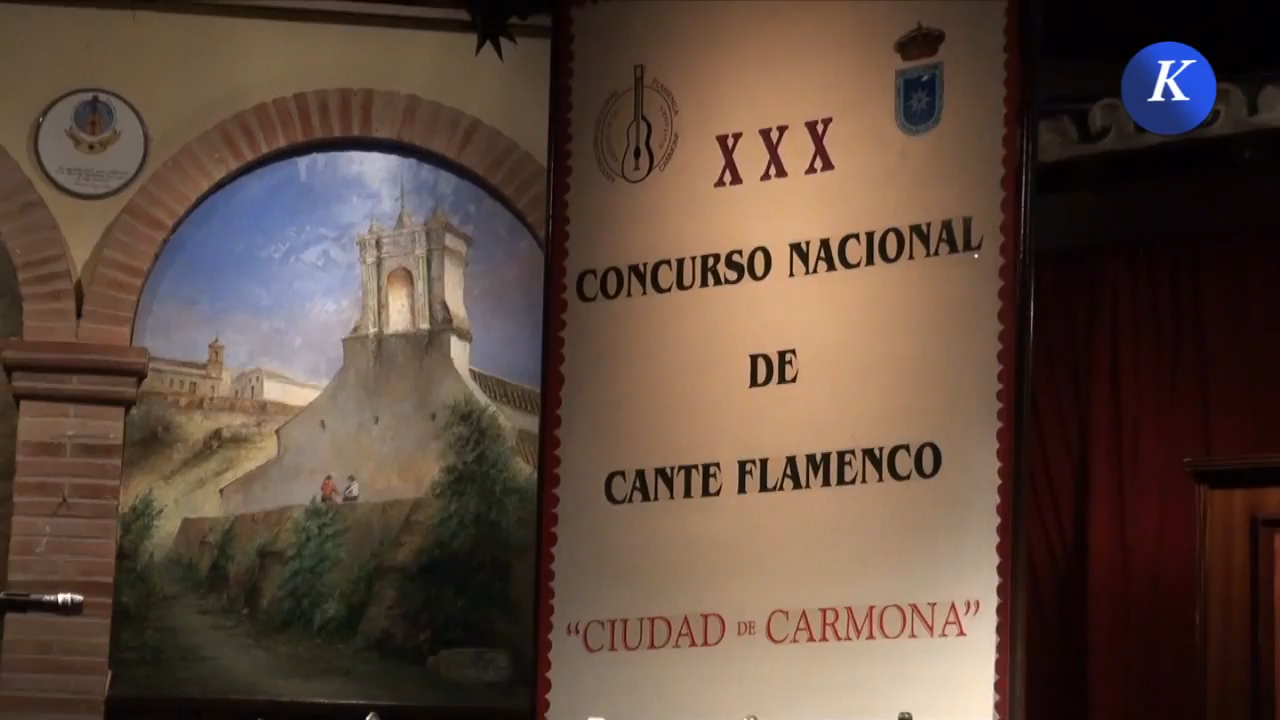 K
XXX
CONCURSO NACIONAL
DE
CANTE FLAMENCO
"CIUDAD DE CARMONA"